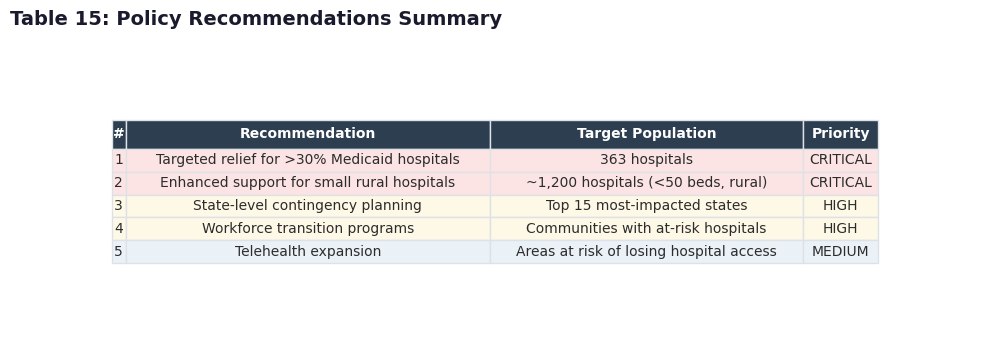 Table 15: Policy Recommendations Summary
# Recommendation Target Population Priority
1 Targeted relief for >30% Medicaid hospitals 363 hospitals CRITICAL
2 Enhanced support for small rural hospitals ~1,200 hospitals (<50 beds, rural) CRITICAL
3 State-level contingency planning Top 15 most-impacted states HIGH
4 Workforce transition programs Communities with at-risk hospitals HIGH
5 Telehealth expansion Areas at risk of losing hospital access MEDIUM